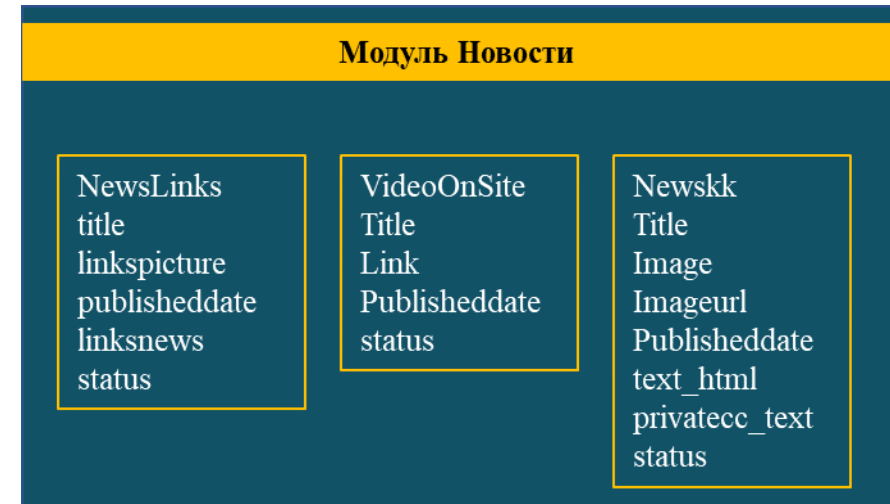 Модуль Новости
NewsLinks
title
linkspicture
publisheddate
linksnews
status
VideoOnSite
Title
Link
Publisheddate
status
Newskk
Title
Image
Imageurl
Publisheddate
text_html
privatecc_text
status